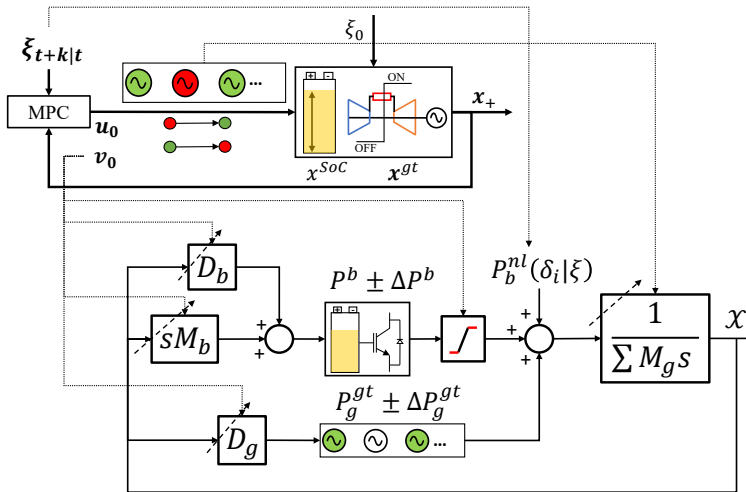 ξ_{t+k|t}
ξ_0
MPC
u_0
v_0
...
+ -
ON
OFF
x^{SoC}
x^{gt}
x_+
D_b
sM_b
+
+
P^b ± ΔP^b
+ -
P_b^{nl}(δ_i|ξ)
+
+
+
1
∑ M_g s
χ
D_g
P_g^{gt} ± ΔP_g^{gt}
...